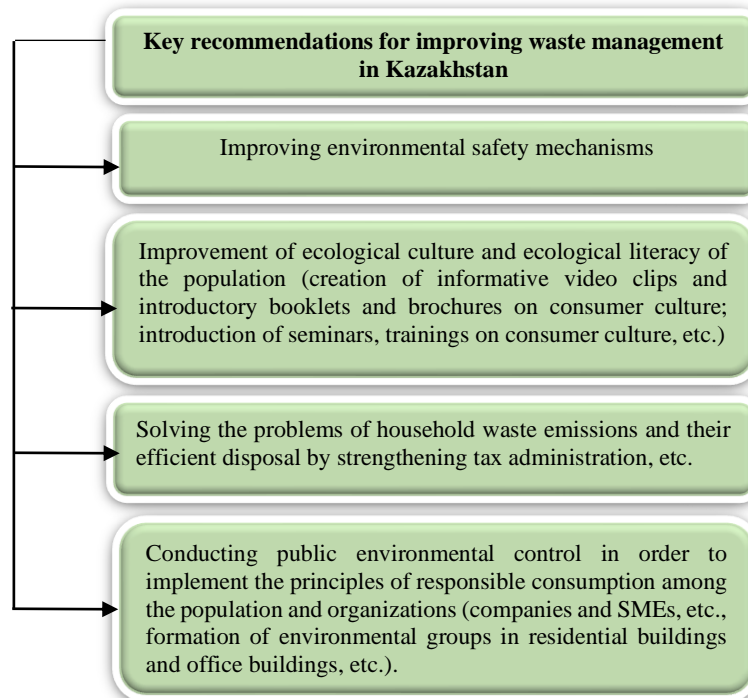 Key recommendations for improving waste management
in Kazakhstan
Improving environmental safety mechanisms
Improvement of ecological culture and ecological literacy of
the population (creation of informative video clips and
introductory booklets and brochures on consumer culture;
introduction of seminars, trainings on consumer culture, etc.)
Solving the problems of household waste emissions and their
efficient disposal by strengthening tax administration, etc.
Conducting public environmental control in order to
implement the principles of responsible consumption among
the population and organizations (companies and SMEs, etc.,
formation of environmental groups in residential buildings
and office buildings, etc.).